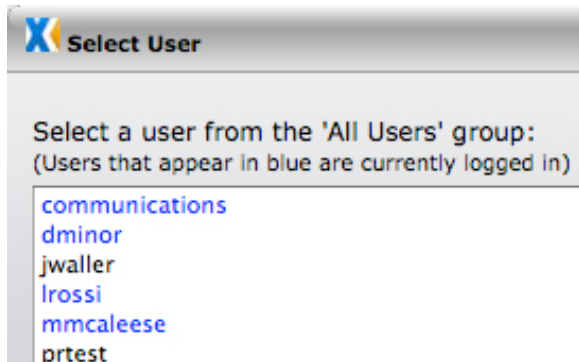 Select User
Select a user from the 'All Users' group:
(Users that appear in blue are currently logged in)
communications
dminor
jwaller
lrossi
mmcaleese
prtest